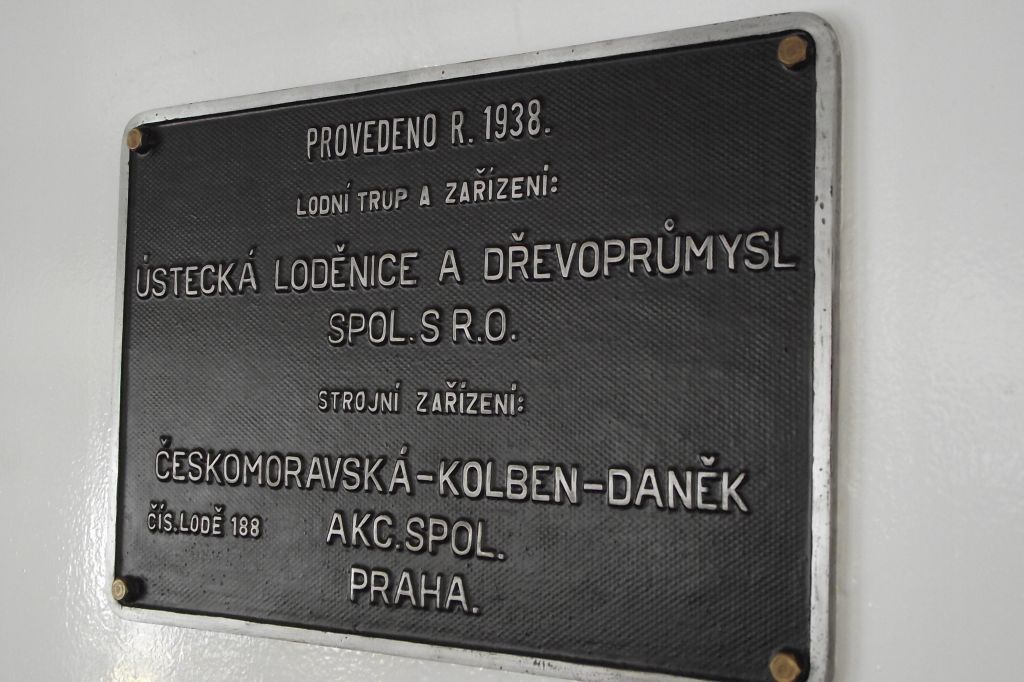 PROVEDENO R. 1938.
LODNÍ TRUP A ZAŘÍZENÍ:
ÚSTECKÁ LODĚNICE A DŘEVOPRŮMYSL
SPOL. S R.O.
STROJNÍ ZAŘÍZENÍ:
ČESKOMORAVSKÁ-KOLBEN-DANĚK
ČÍS.LODĚ 188 AKC.SPOL.
PRAHA.